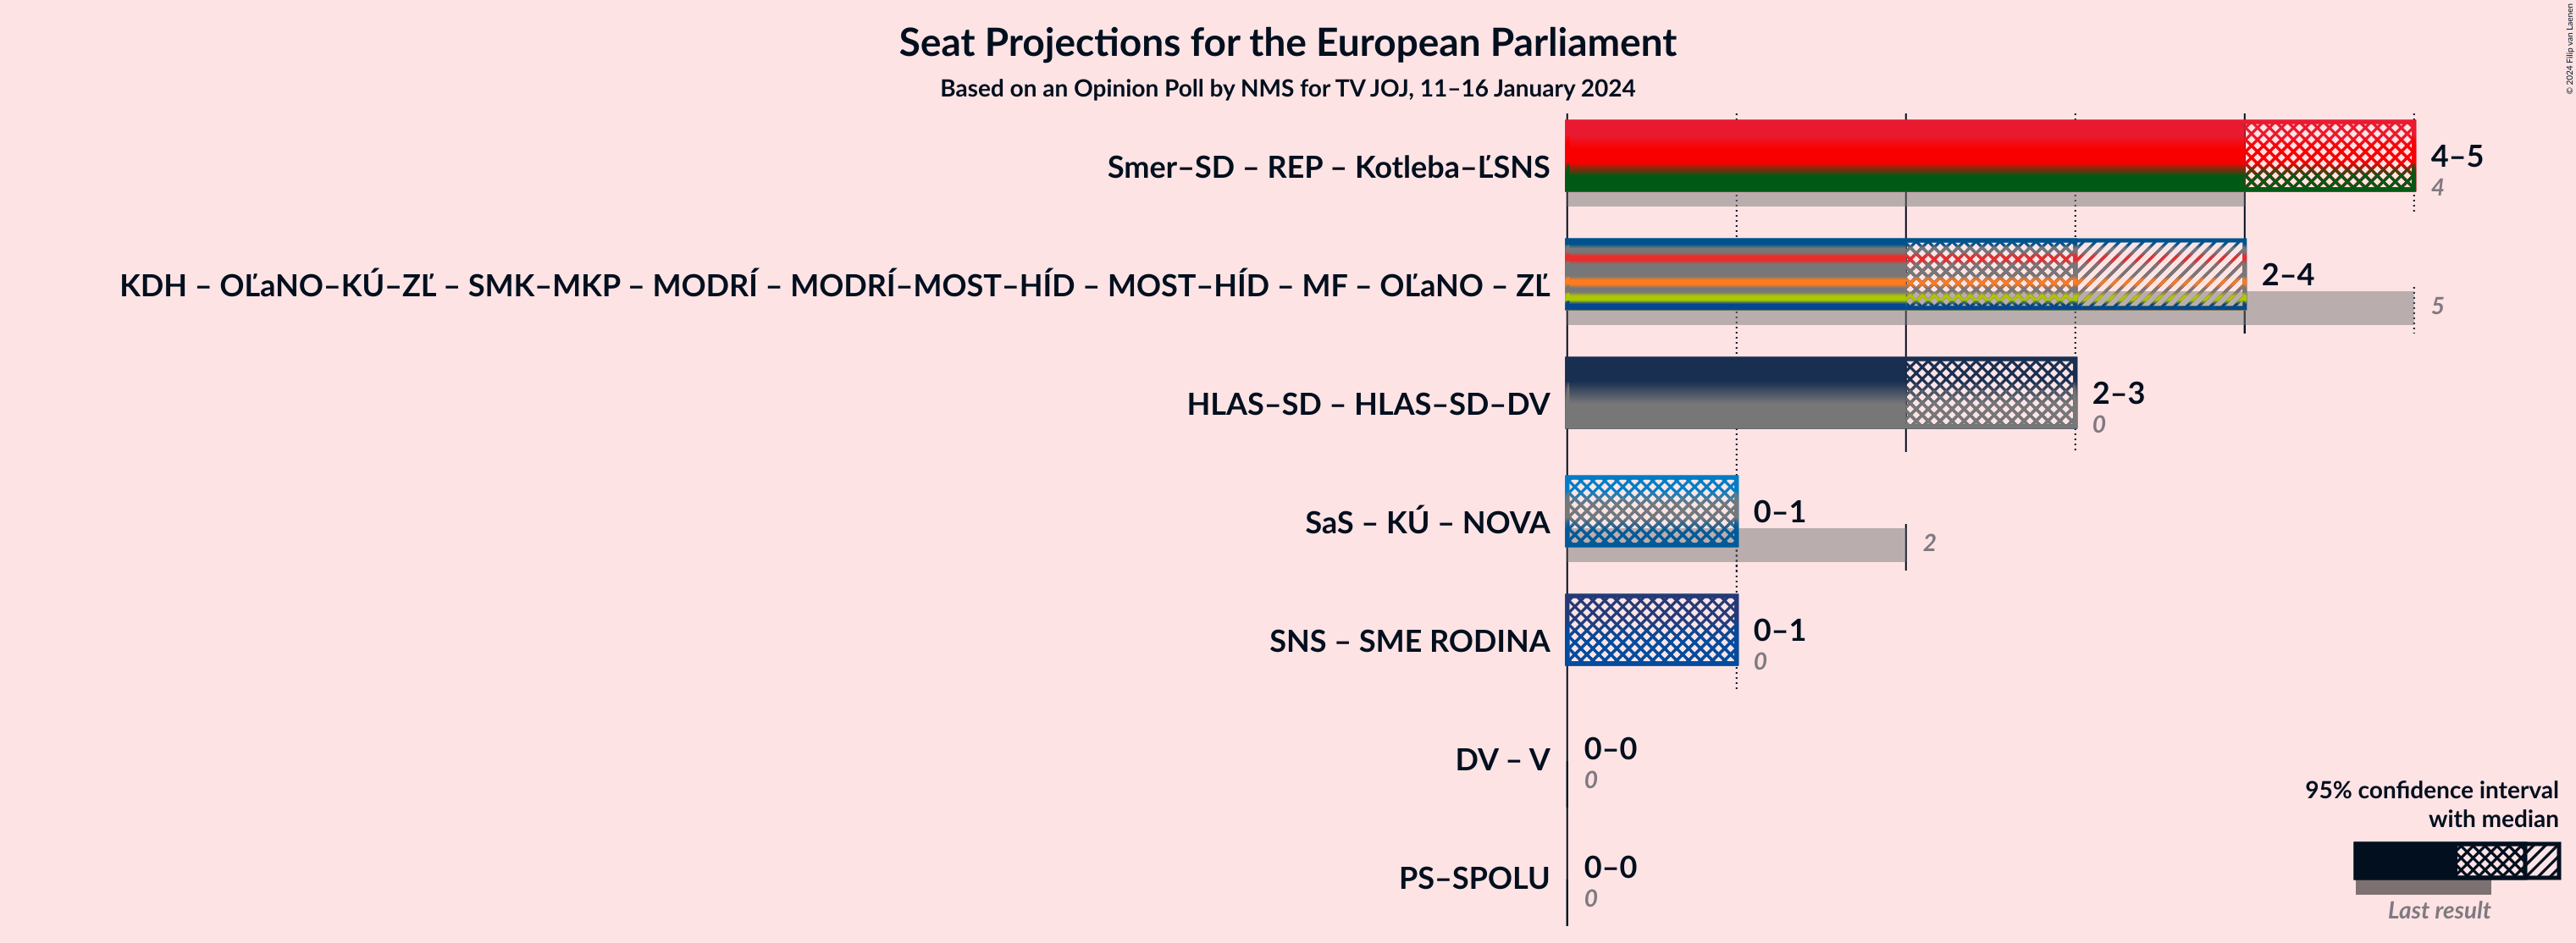 Seat Projections for the European Parliament
Based on an Opinion Poll by NMS for TV JOJ, 11–16 January 2024
© 2024 Filip van Laenen
Smer–SD – REP – Kotleba–ĽSNS
4–5
4
KDH – OĽaNO–KÚ–ZĽ – SMK–MKP – MODRÍ – MODRÍ–MOST–HÍD – MOST–HÍD – MF – OĽaNO – ZĽ
2–4
5
HLAS–SD – HLAS–SD–DV
2–3
0
SaS – KÚ – NOVA
0–1
2
SNS – SME RODINA
0–1
0
DV – V
0–0
0
PS–SPOLU
0–0
0
95% confidence interval
with median
Last result